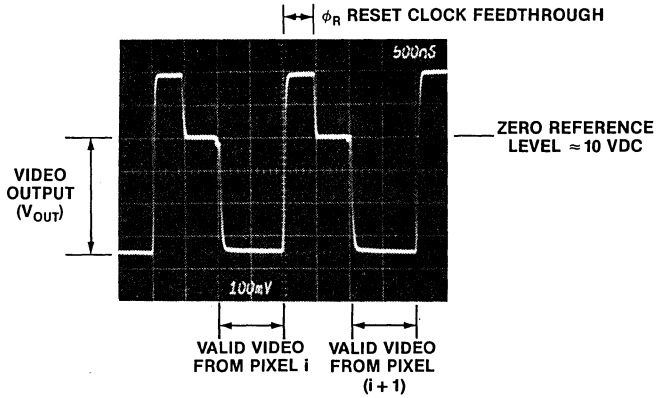 ϕR RESET CLOCK FEEDTHROUGH
500nS
ZERO REFERENCE
LEVEL ≈ 10 VDC
VIDEO
OUTPUT
(VOUT)
100mV
VALID VIDEO
FROM PIXEL i
VALID VIDEO
FROM PIXEL
(i + 1)